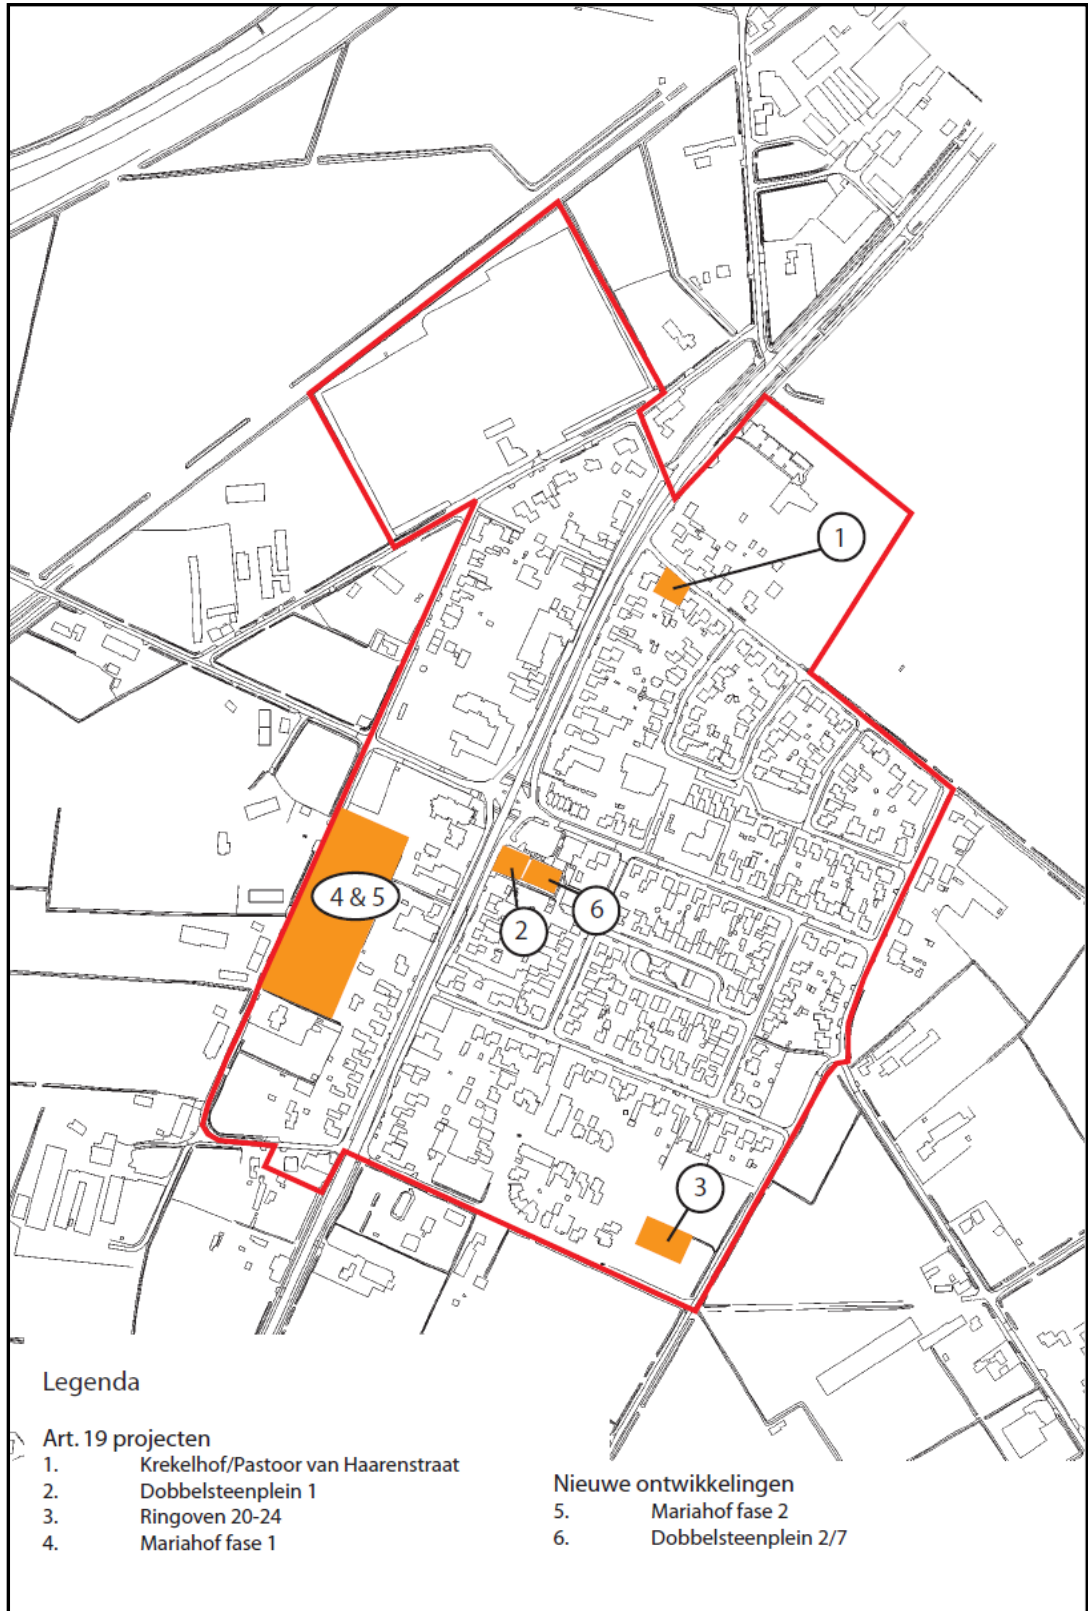 1
4 & 5
6
2
3
Legenda
Art. 19 projecten
1. Krekelhof/Pastoor van Haarenstraat
2. Dobbelsteenplein 1
3. Ringoven 20-24
4. Mariahof fase 1
Nieuwe ontwikkelingen
5. Mariahof fase 2
6. Dobbelsteenplein 2/7